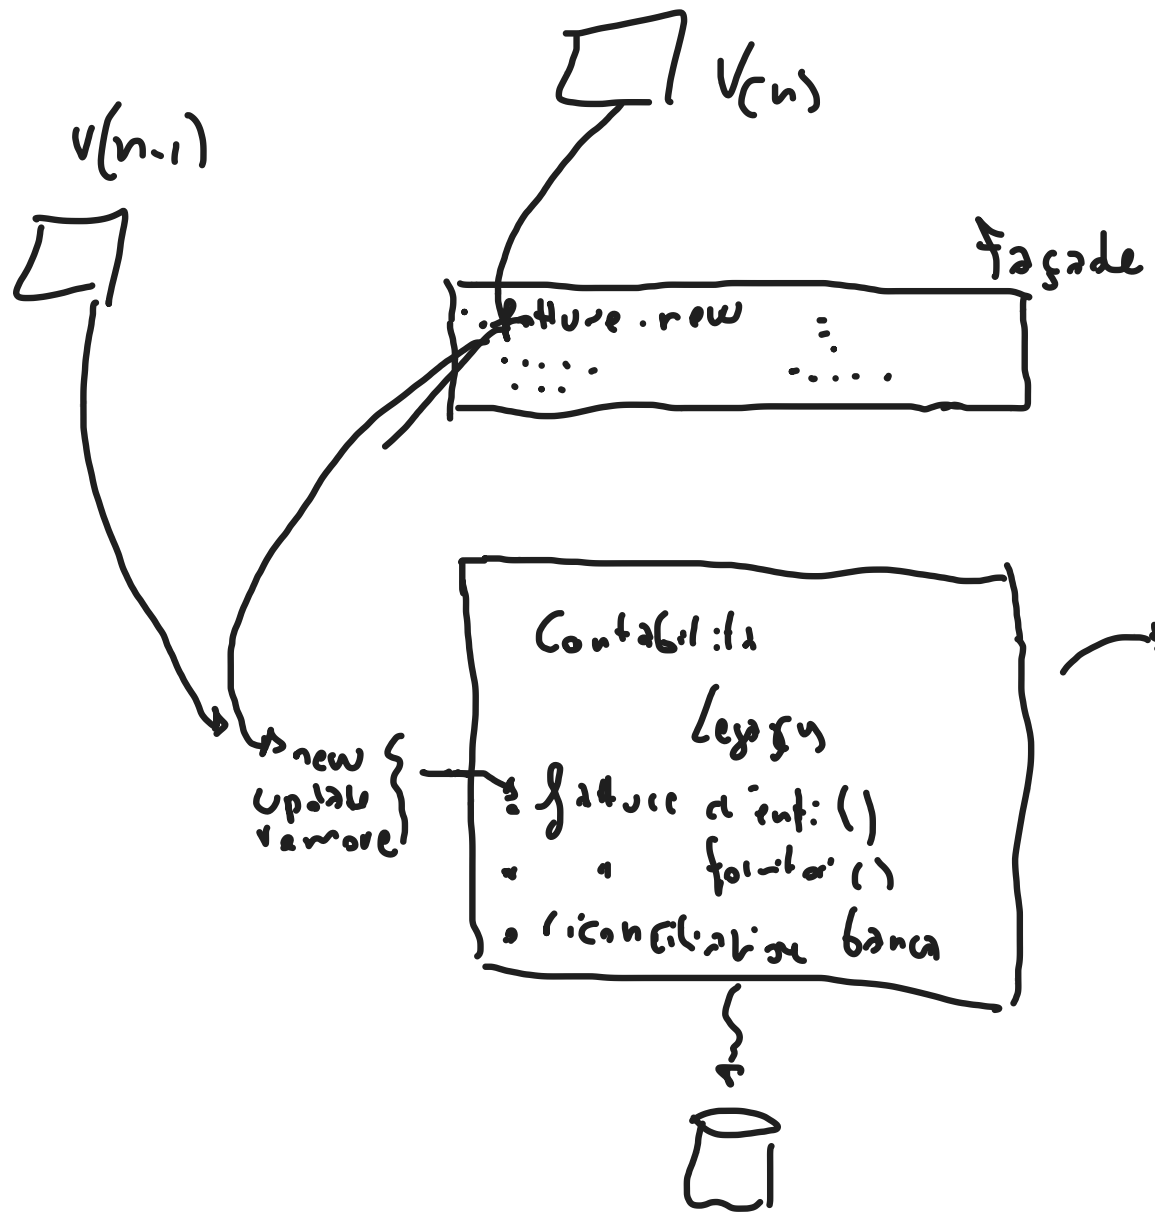 V(n)
V(n-1)
façade
fatture.new
Contabilità
Legacy
new
update
remove
fatture clienti()
" fornitori()
riconciliazione banca